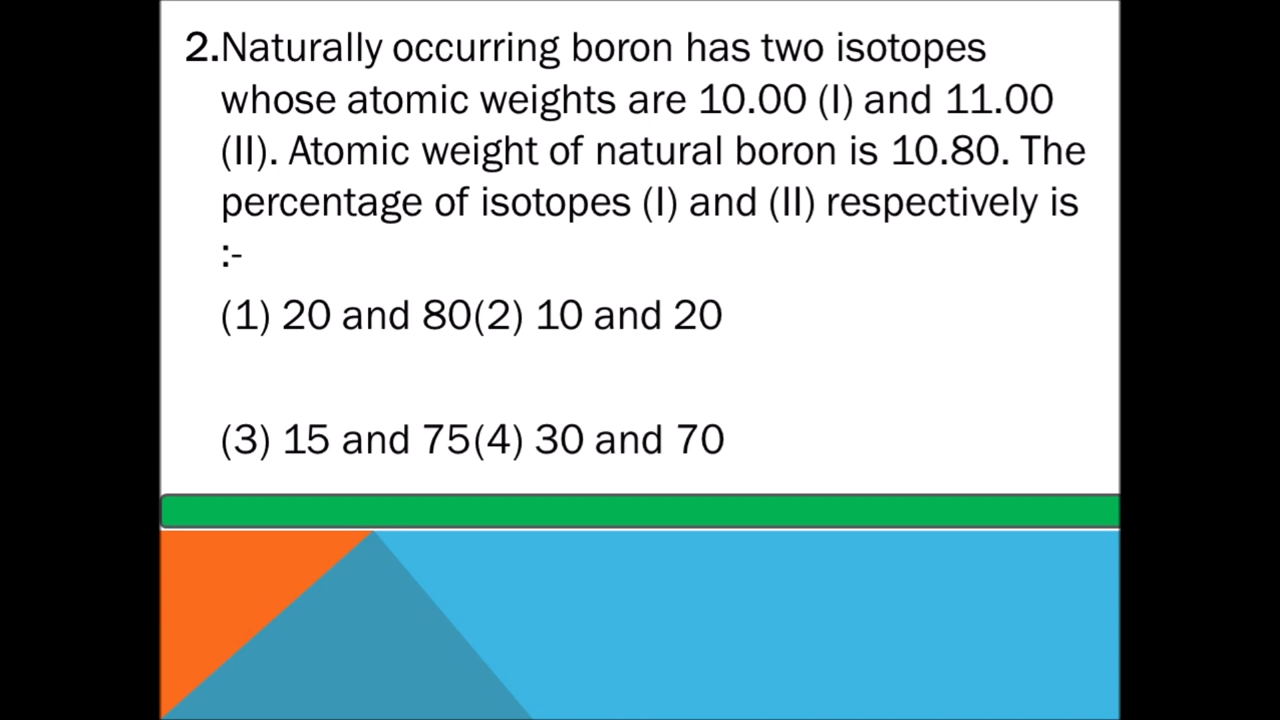 2.Naturally occurring boron has two isotopes
whose atomic weights are 10.00 (I) and 11.00
(II). Atomic weight of natural boron is 10.80. The
percentage of isotopes (I) and (II) respectively is
:-
(1) 20 and 80(2) 10 and 20
(3) 15 and 75(4) 30 and 70